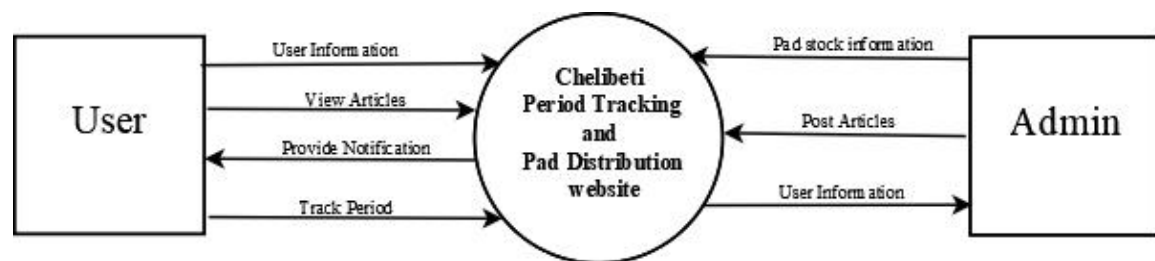 User
User Information
View Articles
Provide Notification
Track Period
Chelibeti
Period Tracking
and
Pad Distribution
website
Pad stock information
Post Articles
User Information
Admin